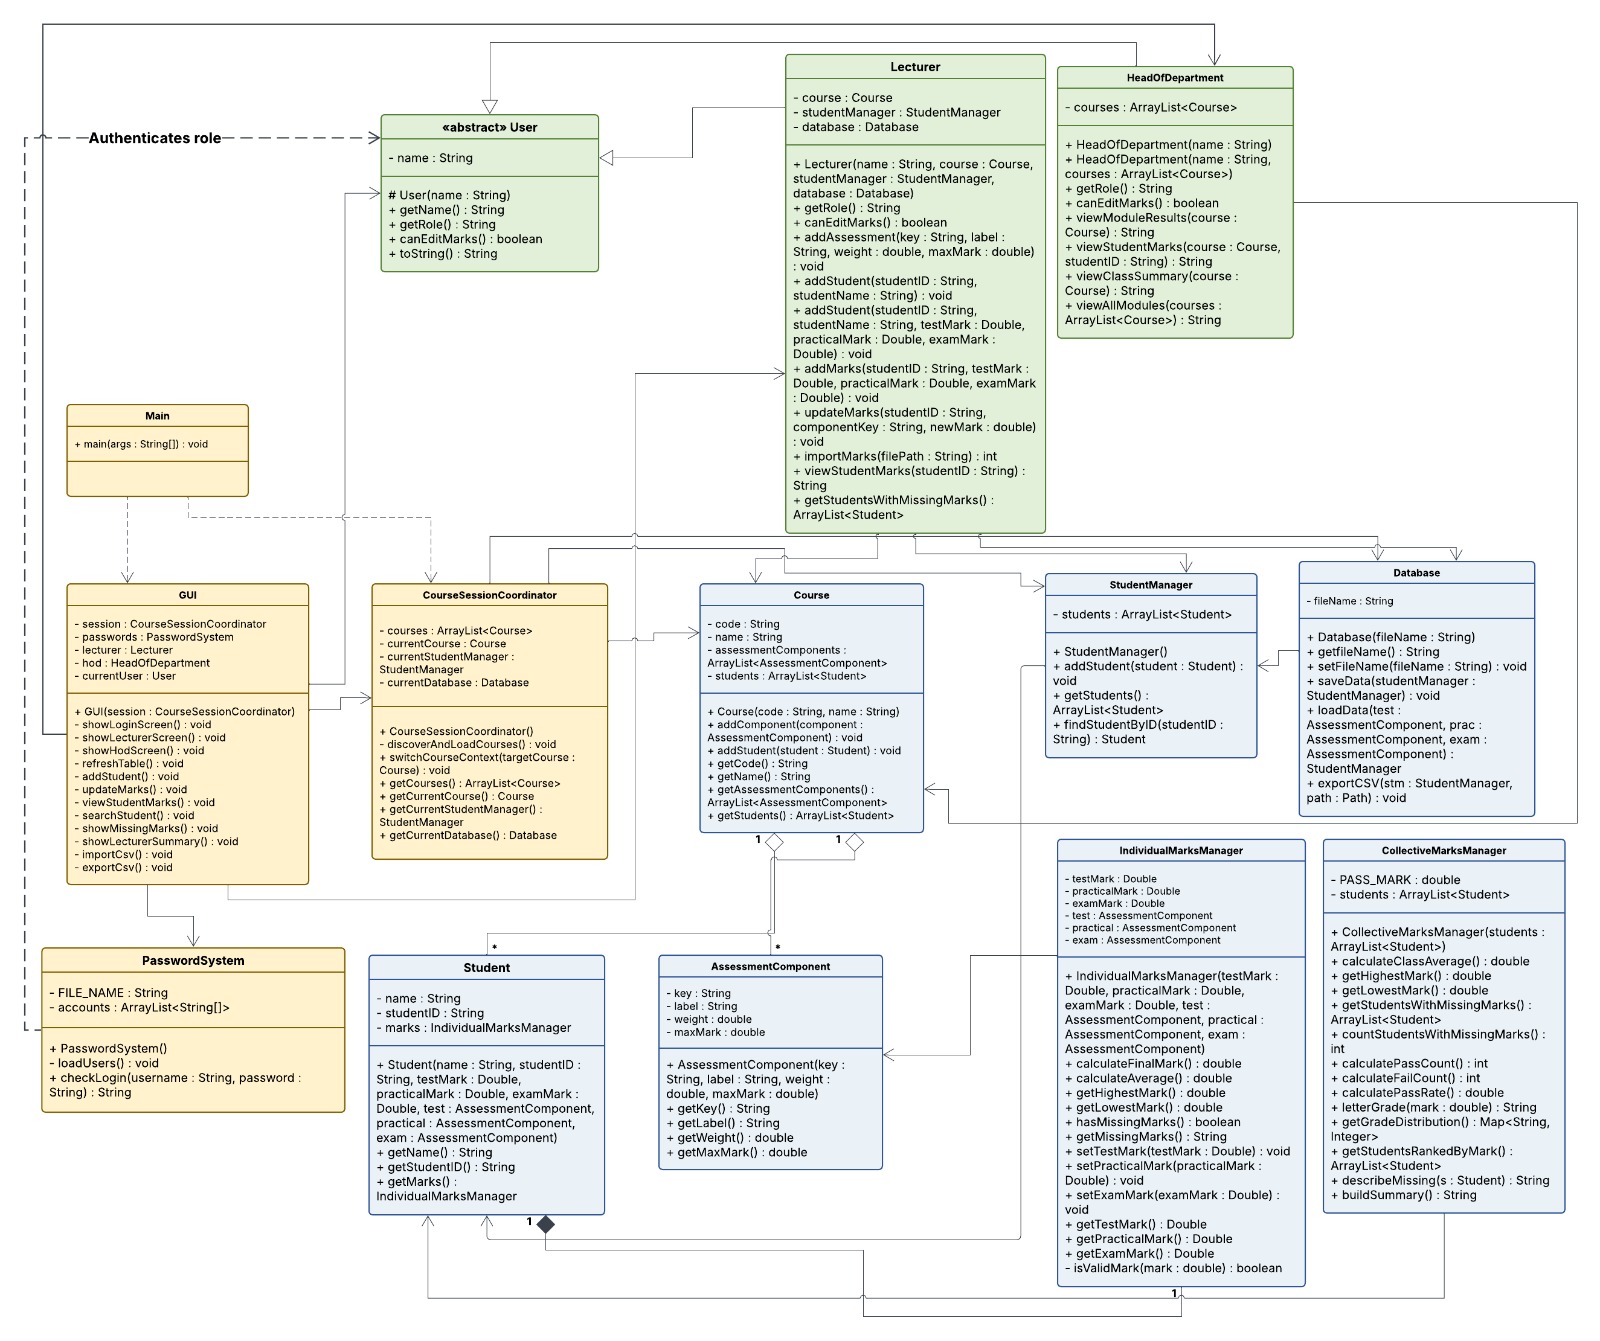 Authenticates role
«abstract» User
- name : String
# User(name : String)
+ getName() : String
+ getRole() : String
+ canEditMarks() : boolean
+ toString() : String
Lecturer
- course : Course
- studentManager : StudentManager
- database : Database
+ Lecturer(name : String, course : Course,
studentManager : StudentManager,
database : Database)
+ getRole() : String
+ canEditMarks() : boolean
+ addAssessment(key : String, label :
String, weight : double, maxMark : double)
: void
+ addStudent(studentID : String,
studentName : String) : void
+ addStudent(studentID : String,
studentName : String, testMark : Double,
practicalMark : Double, examMark :
Double) : void
+ addMarks(studentID : String, testMark :
Double, practicalMark : Double, examMark
: Double) : void
+ updateMarks(studentID : String,
componentKey : String, newMark : double)
: void
+ importMarks(filePath : String) : int
+ viewStudentMarks(studentID : String) :
String
+ getStudentsWithMissingMarks() :
ArrayList<Student>
HeadOfDepartment
- courses : ArrayList<Course>
+ HeadOfDepartment(name : String)
+ HeadOfDepartment(name : String,
courses : ArrayList<Course>)
+ getRole() : String
+ canEditMarks() : boolean
+ viewModuleResults(course :
Course) : String
+ viewStudentMarks(course : Course,
studentID : String) : String
+ viewClassSummary(course :
Course) : String
+ viewAllModules(courses :
ArrayList<Course>) : String
Main
+ main(args : String[]) : void
GUI
- session : CourseSessionCoordinator
- passwords : PasswordSystem
- lecturer : Lecturer
- hod : HeadOfDepartment
- currentUser : User
+ GUI(session : CourseSessionCoordinator)
- showLoginScreen() : void
- showLecturerScreen() : void
- showHodScreen() : void
- refreshTable() : void
- addStudent() : void
- updateMarks() : void
- viewStudentMarks() : void
- searchStudent() : void
- showMissingMarks() : void
- showLecturerSummary() : void
- importCsv() : void
- exportCsv() : void
CourseSessionCoordinator
- courses : ArrayList<Course>
- currentCourse : Course
- currentStudentManager :
StudentManager
- currentDatabase : Database
+ CourseSessionCoordinator()
- discoverAndLoadCourses() : void
+ switchCourseContext(targetCourse :
Course) : void
+ getCourses() : ArrayList<Course>
+ getCurrentCourse() : Course
+ getCurrentStudentManager() :
StudentManager
+ getCurrentDatabase() : Database
Course
- code : String
- name : String
- assessmentComponents :
ArrayList<AssessmentComponent>
- students : ArrayList<Student>
+ Course(code : String, name : String)
+ addComponent(component :
AssessmentComponent) : void
+ addStudent(student : Student) : void
+ getCode() : String
+ getName() : String
+ getAssessmentComponents() :
ArrayList<AssessmentComponent>
+ getStudents() : ArrayList<Student>
StudentManager
- students : ArrayList<Student>
+ StudentManager()
+ addStudent(student : Student) :
void
+ getStudents() :
ArrayList<Student>
+ findStudentByID(studentID :
String) : Student
Database
- fileName : String
+ Database(fileName : String)
+ getfileName() : String
+ setFileName(fileName : String) : void
+ saveData(studentManager :
StudentManager) : void
+ loadData(test :
AssessmentComponent, prac :
AssessmentComponent, exam :
AssessmentComponent) :
StudentManager
+ exportCSV(stm : StudentManager,
path : Path) : void
1
1
*
*
PasswordSystem
- FILE_NAME : String
- accounts : ArrayList<String[]>
+ PasswordSystem()
- loadUsers() : void
+ checkLogin(username : String, password :
String) : String
Student
- name : String
- studentID : String
- marks : IndividualMarksManager
+ Student(name : String, studentID :
String, testMark : Double,
practicalMark : Double, examMark :
Double, test : AssessmentComponent,
practical : AssessmentComponent,
exam : AssessmentComponent)
+ getName() : String
+ getStudentID() : String
+ getMarks() :
IndividualMarksManager
1
AssessmentComponent
- key : String
- label : String
- weight : double
- maxMark : double
+ AssessmentComponent(key :
String, label : String, weight :
double, maxMark : double)
+ getKey() : String
+ getLabel() : String
+ getWeight() : double
+ getMaxMark() : double
IndividualMarksManager
- testMark : Double
- practicalMark : Double
- examMark : Double
- test : AssessmentComponent
- practical : AssessmentComponent
- exam : AssessmentComponent
+ IndividualMarksManager(testMark :
Double, practicalMark : Double,
examMark : Double, test :
AssessmentComponent, practical :
AssessmentComponent, exam :
AssessmentComponent)
+ calculateFinalMark() : double
+ calculateAverage() : double
+ getHighestMark() : double
+ getLowestMark() : double
+ hasMissingMarks() : boolean
+ getMissingMarks() : String
+ setTestMark(testMark : Double) : void
+ setPracticalMark(practicalMark :
Double) : void
+ setExamMark(examMark : Double) :
void
+ getTestMark() : Double
+ getPracticalMark() : Double
+ getExamMark() : Double
- isValidMark(mark : double) : boolean
1
CollectiveMarksManager
- PASS_MARK : double
- students : ArrayList<Student>
+ CollectiveMarksManager(students :
ArrayList<Student>)
+ calculateClassAverage() : double
+ getHighestMark() : double
+ getLowestMark() : double
+ getStudentsWithMissingMarks() :
ArrayList<Student>
+ countStudentsWithMissingMarks() :
int
+ calculatePassCount() : int
+ calculateFailCount() : int
+ calculatePassRate() : double
+ letterGrade(mark : double) : String
+ getGradeDistribution() : Map<String,
Integer>
+ getStudentsRankedByMark() :
ArrayList<Student>
+ describeMissing(s : Student) : String
+ buildSummary() : String